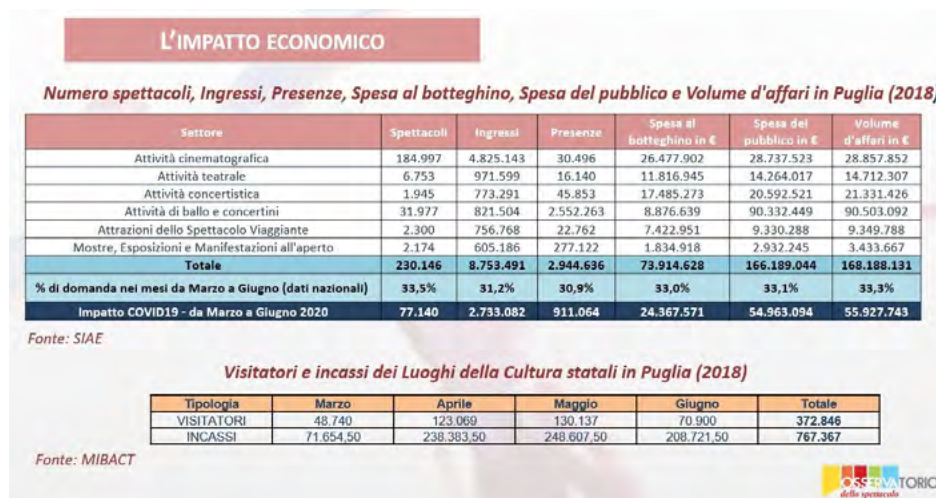 L'IMPATTO ECONOMICO
Numero spettacoli, Ingressi, Presenze, Spesa al botteghino, Spesa del pubblico e Volume d'affari in Puglia (2018)
Settore Spettacoli Ingressi Presenze Spesa al botteghino in € Spesa del pubblico in € Volume d'affari in €
Attività cinematografica 184.997 4.825.143 30.496 26.477.902 28.737.523 28.857.852
Attività teatrale 6.753 971.599 16.140 11.816.945 14.264.017 14.712.307
Attività concertistica 1.945 773.291 45.853 17.485.273 20.592.521 21.331.426
Attività di ballo e concertini 31.977 821.504 2.552.263 8.876.639 90.332.449 90.503.092
Attrazioni dello Spettacolo Viaggiante 2.300 756.768 22.762 7.422.951 9.330.288 9.349.788
Mostre, Esposizioni e Manifestazioni all'aperto 2.174 605.186 277.122 1.834.918 2.932.245 3.433.667
Totale 230.146 8.753.491 2.944.636 73.914.628 166.189.044 168.188.131
% di domanda nei mesi da Marzo a Giugno (dati nazionali) 33,5% 31,2% 30,9% 33,0% 33,1% 33,3%
Impatto COVID19 - da Marzo a Giugno 2020 77.140 2.733.082 911.064 24.367.571 54.963.094 55.927.743
Fonte: SIAE
Visitatori e incassi dei Luoghi della Cultura statali in Puglia (2018)
Tipologia Marzo Aprile Maggio Giugno Totale
VISITATORI 48.740 123.069 130.137 70.900 372.846
INCASSI 71.654,50 238.383,50 248.607,50 208.721,50 767.367
Fonte: MIBACT
OSSERVATORIO
dello spettacolo